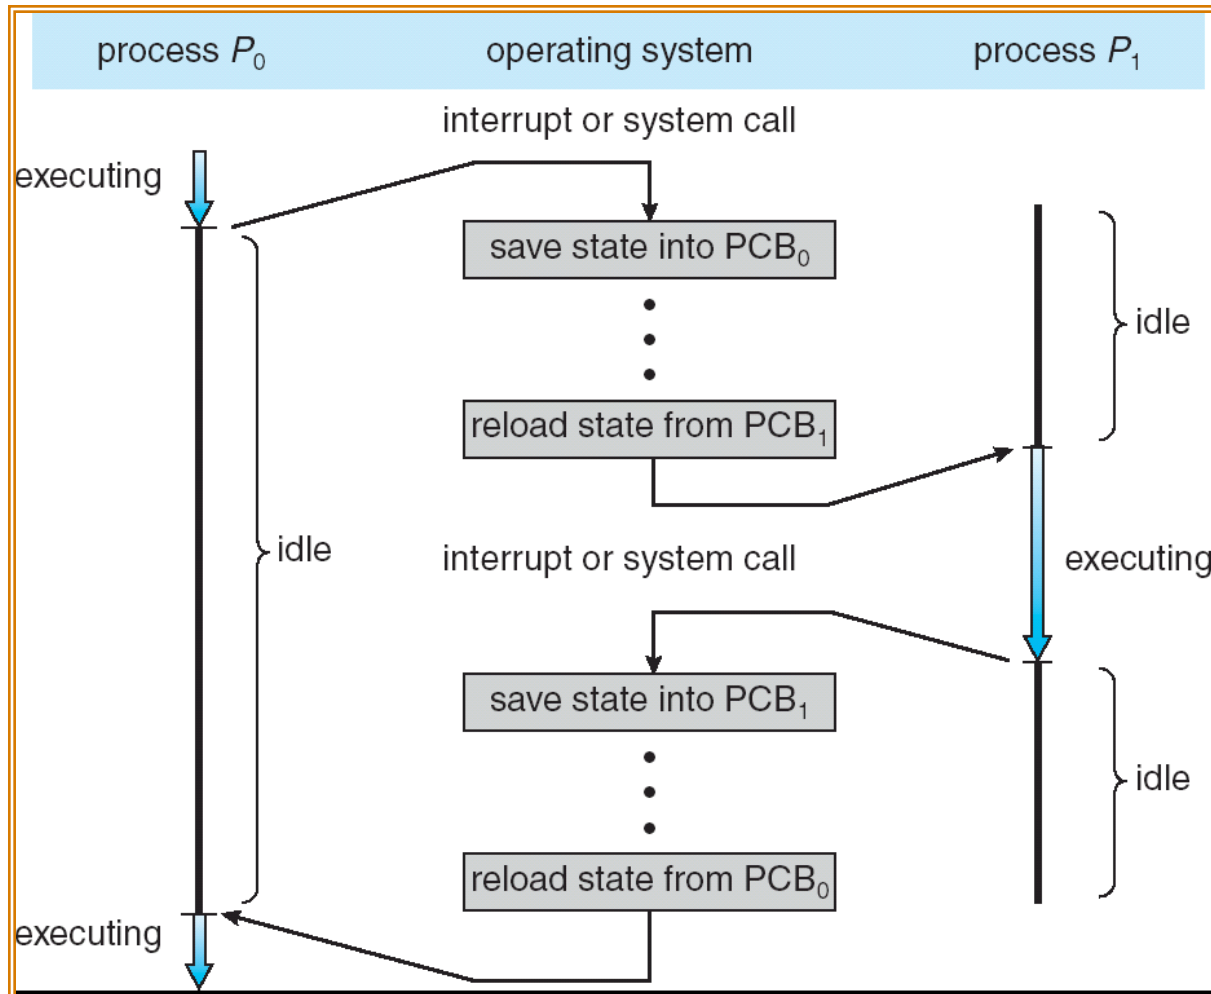 process P₀ operating system process P₁
interrupt or system call
executing
save state into PCB₀
idle
reload state from PCB₁
idle
interrupt or system call
executing
save state into PCB₁
idle
reload state from PCB₀
executing